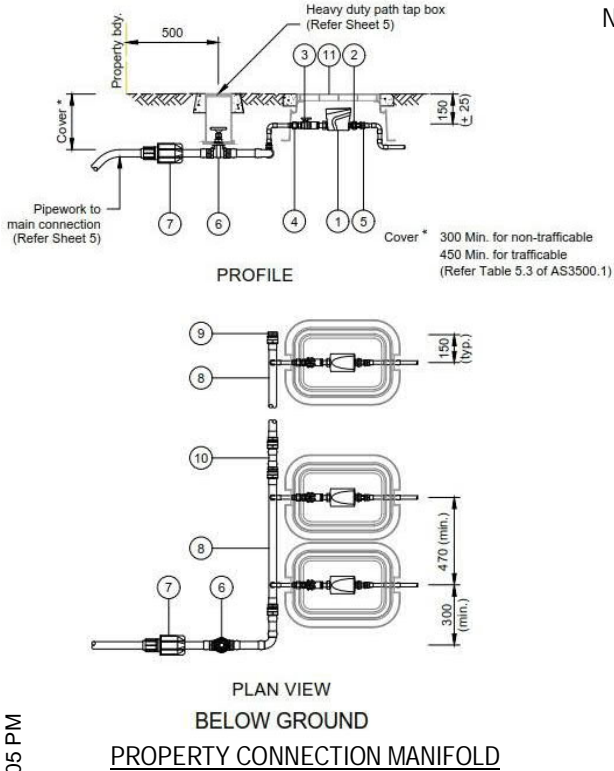 Heavy duty path tap box
(Refer Sheet 5)
N
Property bdy.
500
3
11
2
Cover *
150
(± 25)
Pipework to
main connection
(Refer Sheet 5)
7
6
4
1
5
Cover * 300 Min. for non-trafficable
450 Min. for trafficable
(Refer Table 5.3 of AS3500.1)
PROFILE
9
150
(typ.)
8
10
470 (min.)
8
7
6
300
(min.)
PLAN VIEW
BELOW GROUND
PROPERTY CONNECTION MANIFOLD
05 PM